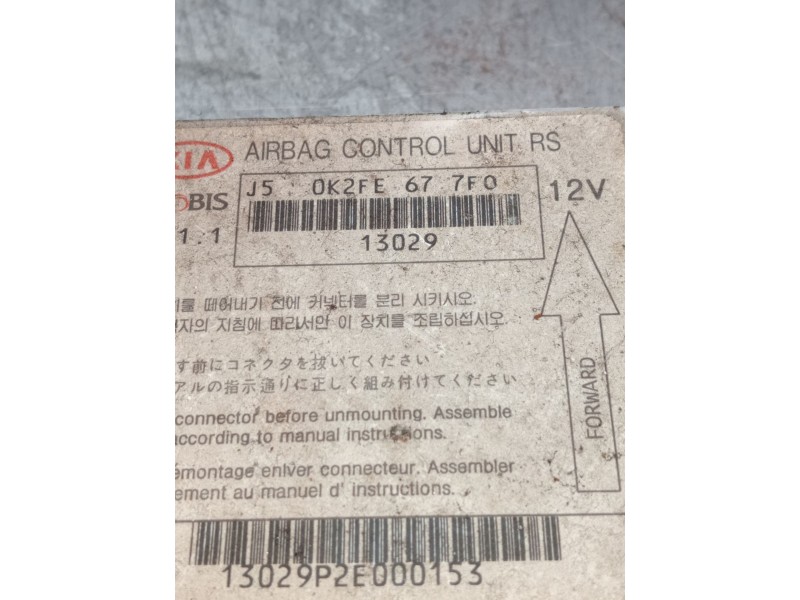 KIA
AIRBAG CONTROL UNIT RS
J5 0K2FE 67 7F0
12V
OBIS
1.1
13029
를 떼어내기 전에 커넥터를 분리 시키시오.
자의 지침에 따라서만 이 장치를 조립하십시오.
す前にコネクタを抜いてください
アルの指示通りに正しく組み付けてください
connector before unmounting. Assemble
according to manual instructions.
émontage enlver connecteur. Assembler
ement au manuel d' instructions.
FORWARD
13029P2E000153